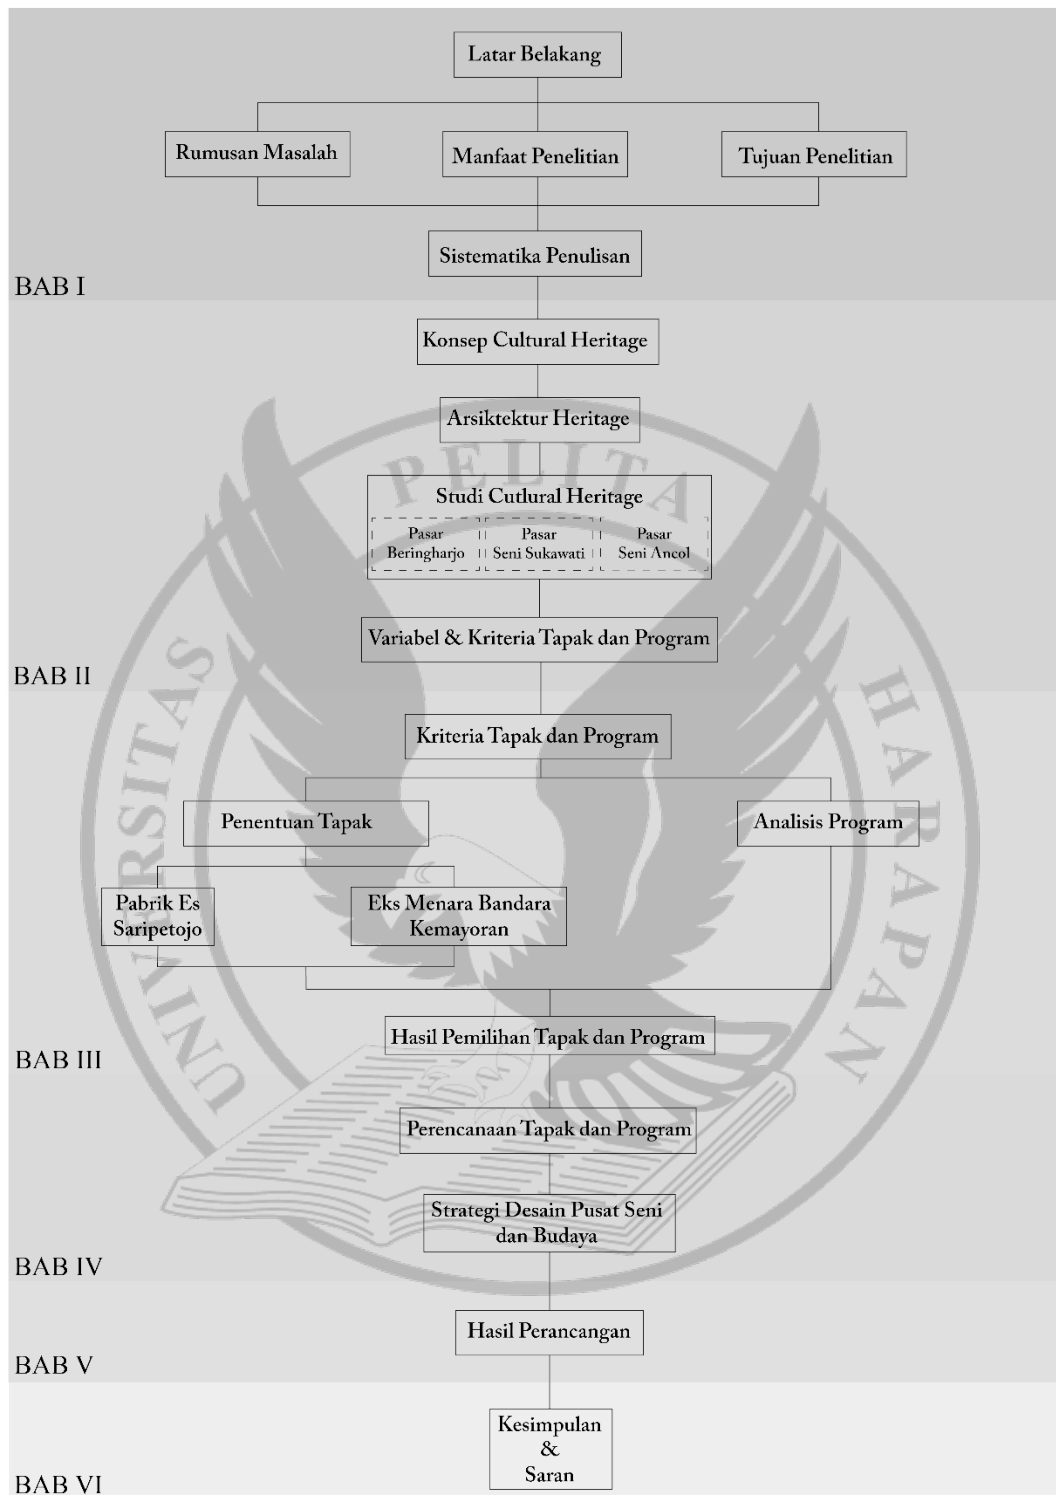 Latar Belakang
Rumusan Masalah
Manfaat Penelitian
Tujuan Penelitian
Sistematika Penulisan
BAB I
Konsep Cultural Heritage
Arsiktektur Heritage
Studi Cutlural Heritage
Pasar
Beringharjo
Pasar
Seni Sukawati
Pasar
Seni Ancol
Variabel & Kriteria Tapak dan Program
BAB II
Kriteria Tapak dan Program
Penentuan Tapak
Analisis Program
Pabrik Es
Saripetojo
Eks Menara Bandara
Kemayoran
Hasil Pemilihan Tapak dan Program
BAB III
Perencanaan Tapak dan Program
Strategi Desain Pusat Seni
dan Budaya
BAB IV
Hasil Perancangan
BAB V
Kesimpulan
&
Saran
BAB VI
UNIVERSITAS PELITA HARAPAN